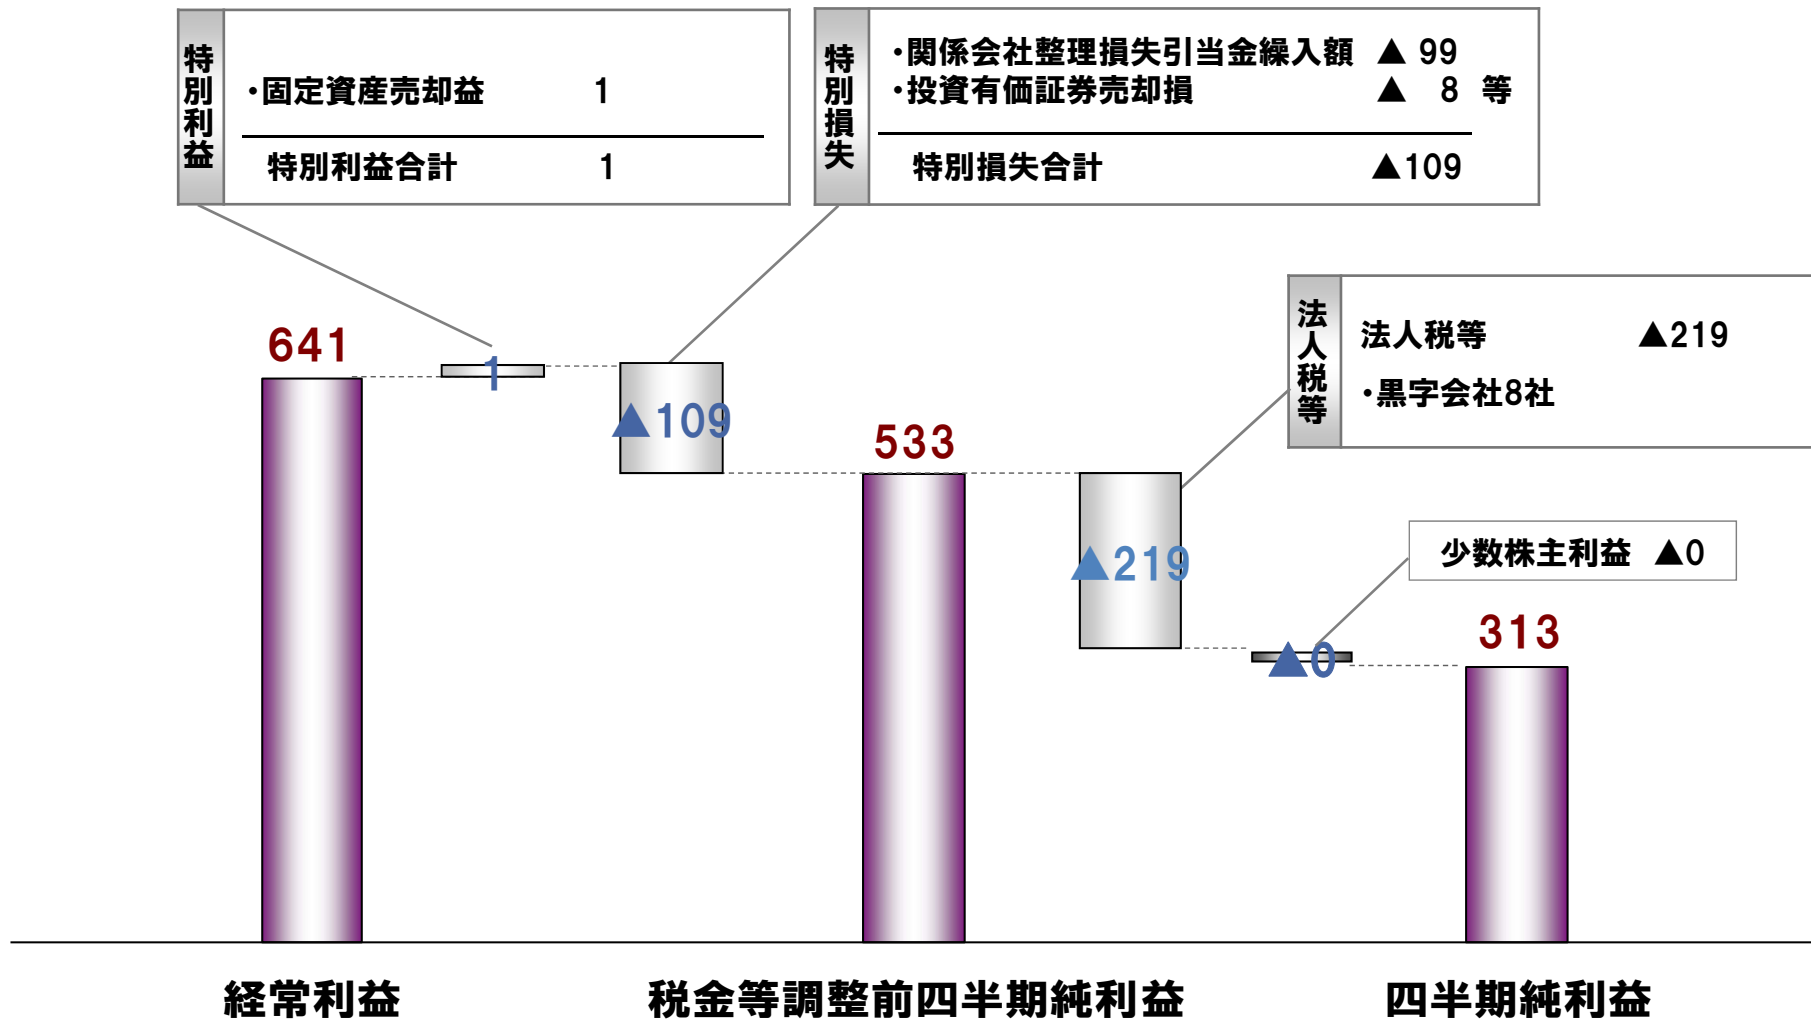 特別利益
・固定資産売却益 1
特別利益合計 1
特別損失
・関係会社整理損失引当金繰入額 ▲ 99
・投資有価証券売却損 ▲ 8 等
特別損失合計 ▲109
法人税等
法人税等 ▲219
・黒字会社8社
641
1
▲109
533
▲219
少数株主利益 ▲0
▲0
313
経常利益
税金等調整前四半期純利益
四半期純利益